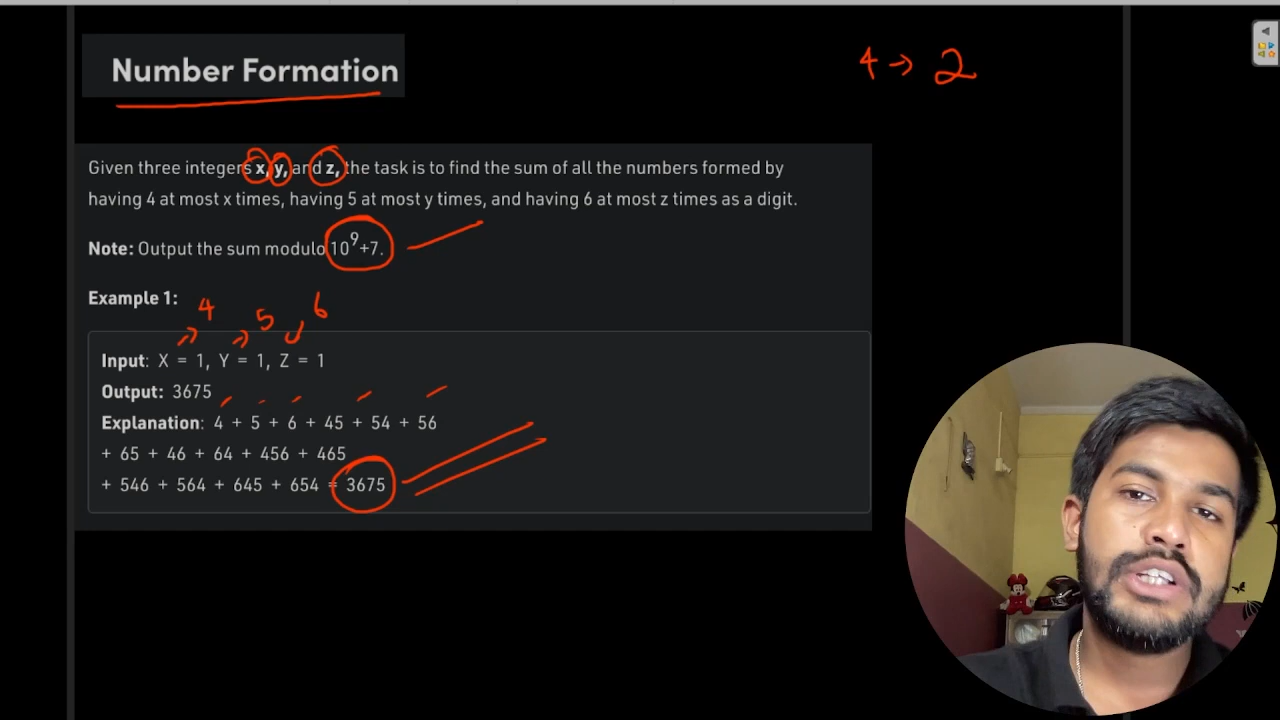 Number Formation
4 → 2
Given three integers x, y, and z, the task is to find the sum of all the numbers formed by
having 4 at most x times, having 5 at most y times, and having 6 at most z times as a digit.
Note: Output the sum modulo 10⁹+7.
Example 1:
4 5 6
Input: X = 1, Y = 1, Z = 1
Output: 3675
Explanation: 4 + 5 + 6 + 45 + 54 + 56
+ 65 + 46 + 64 + 456 + 465
+ 546 + 564 + 645 + 654 = 3675